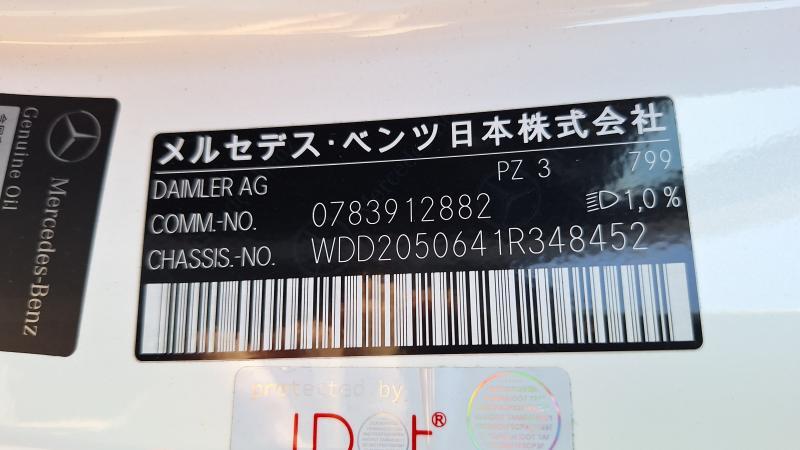 メルセデス・ベンツ日本株式会社
DAIMLER AG PZ 3 799
COMM.-NO. 0783912882 1,0 %
CHASSIS.-NO. WDD2050641R348452
Genuine Oil
Mercedes-Benz
protected by